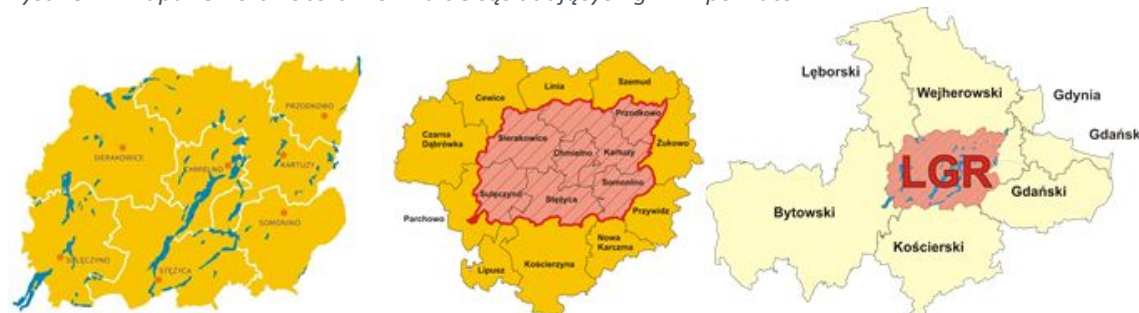 PRZODKOWO
SIERAKOWICE
CHMIELNO
KARTUZY
SOMONINO
SULĘCZYNO
STĘŻYCA
Cewice
Linia
Szemud
Czarna
Dąbrówka
Sierakowice
Przodkowo
Chmielno
Kartuzy
Żukowo
Somonino
Sulęczyno
Stężyca
Parchowo
Przywidz
Nowa
Karczma
Lipusz
Kościerzyna
Lęborski
Wejherowski
Gdynia
Gdańsk
LGR
Gdański
Bytowski
Kościerski